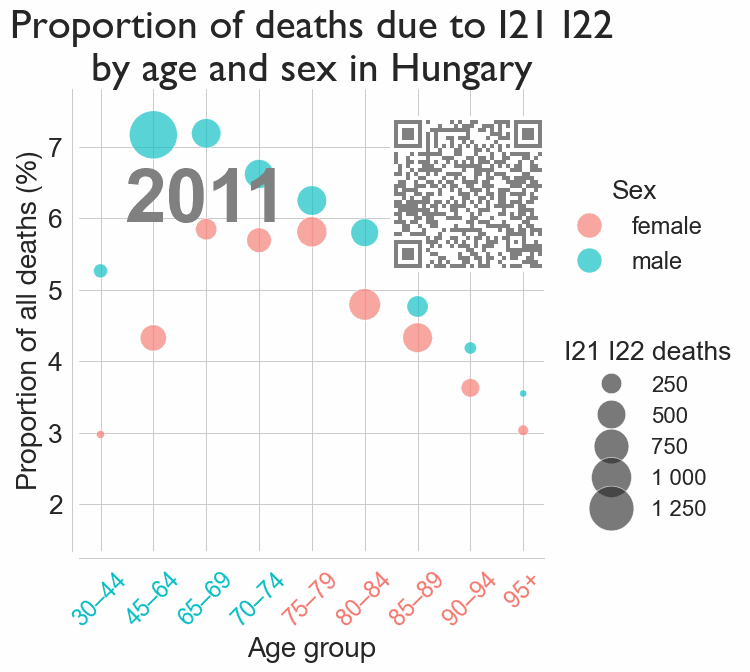 Proportion of deaths due to I21 I22
by age and sex in Hungary
Proportion of all deaths (%)
7
6
5
4
3
2
2011
30–44
45–64
65–69
70–74
75–79
80–84
85–89
90–94
95+
Age group
Sex
female
male
I21 I22 deaths
250
500
750
1 000
1 250